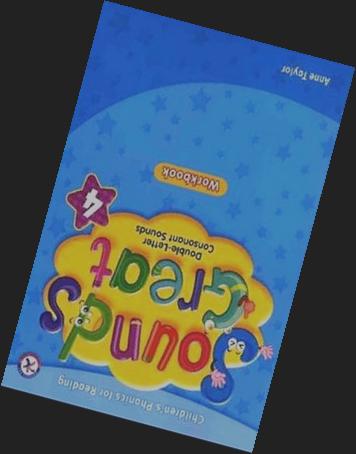 Children's Phonics for Reading
Sounds
Great
Double-Letter
Consonant Sounds
4
Workbook
Anne Taylor